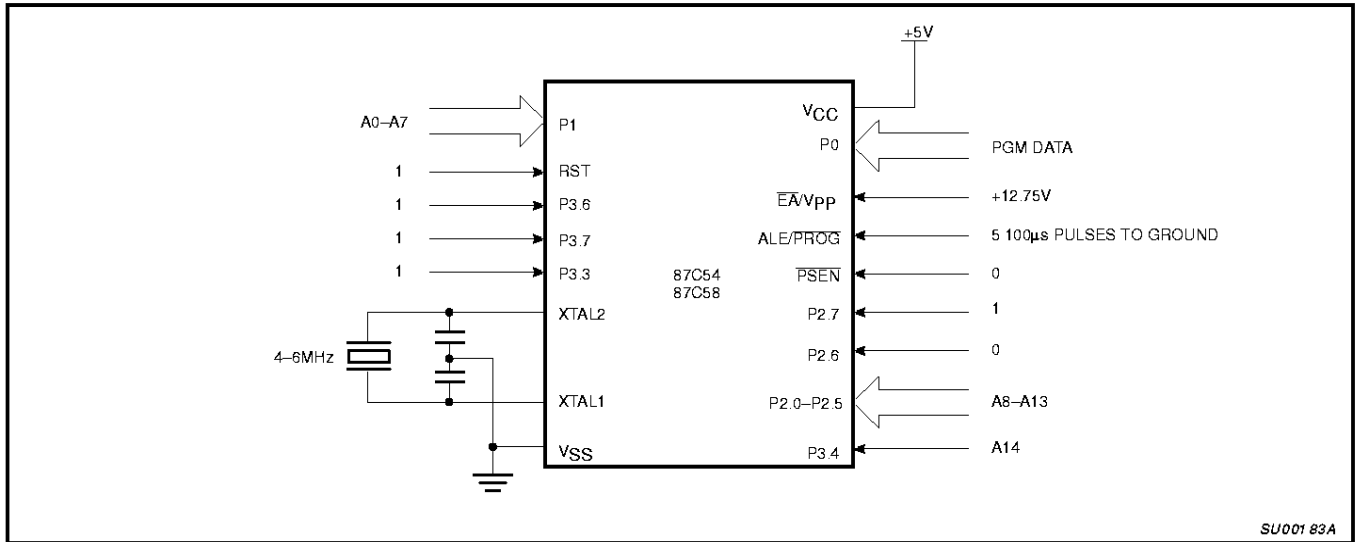 +5V
A0–A7
P1
VCC
P0
PGM DATA
1
RST
1
P3.6
EA/VPP
+12.75V
1
P3.7
ALE/PROG
5 100µs PULSES TO GROUND
1
P3.3
87C54
87C58
PSEN
0
XTAL2
P2.7
1
4–6MHz
P2.6
0
XTAL1
P2.0–P2.5
A8–A13
VSS
P3.4
A14
SU00183A